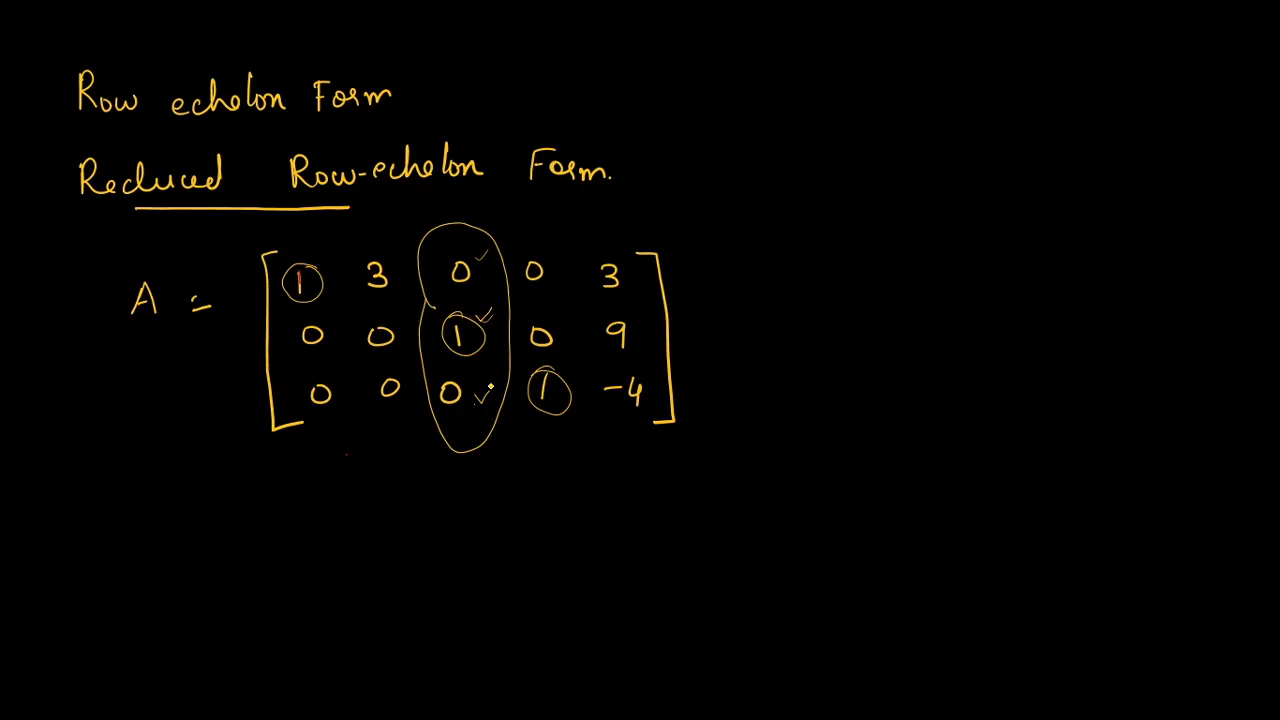 Row echelon Form
Reduced Row-echelon Form.
1 3 0 ✓ 0 3
A = 0 0 1 ✓ 0 9
0 0 0 ✓ 1 -4